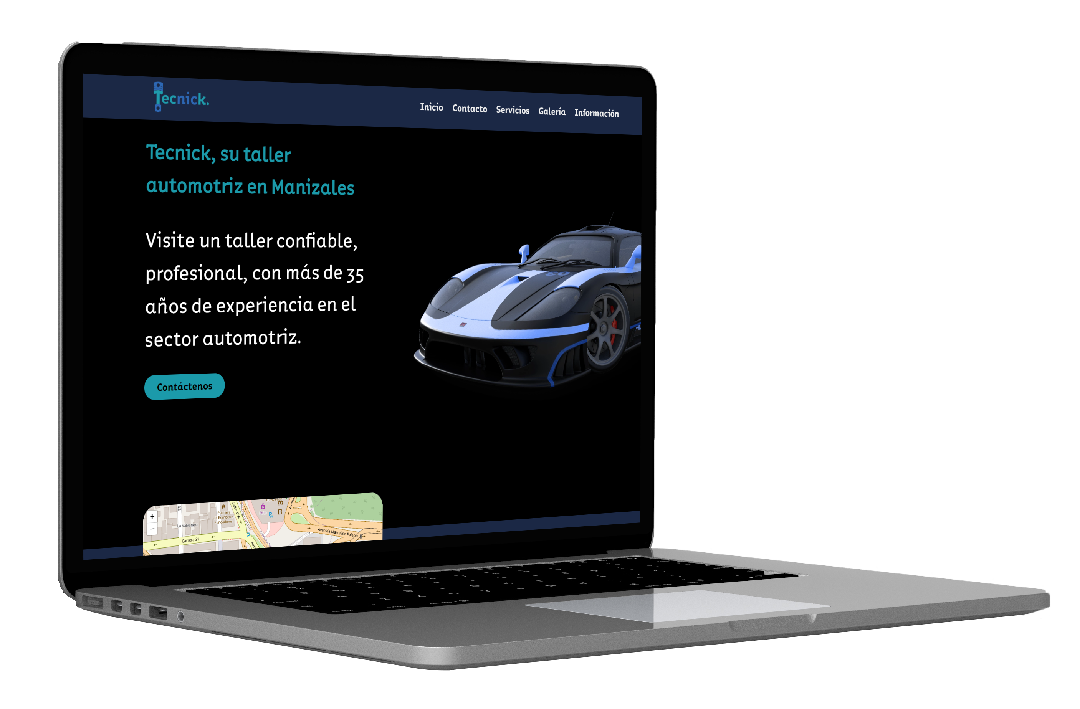 Tecnick.
Inicio Contacto Servicios Galería Información
Tecnick, su taller
automotriz en Manizales
Visite un taller confiable,
profesional, con más de 35
años de experiencia en el
sector automotriz.
Contáctenos
+